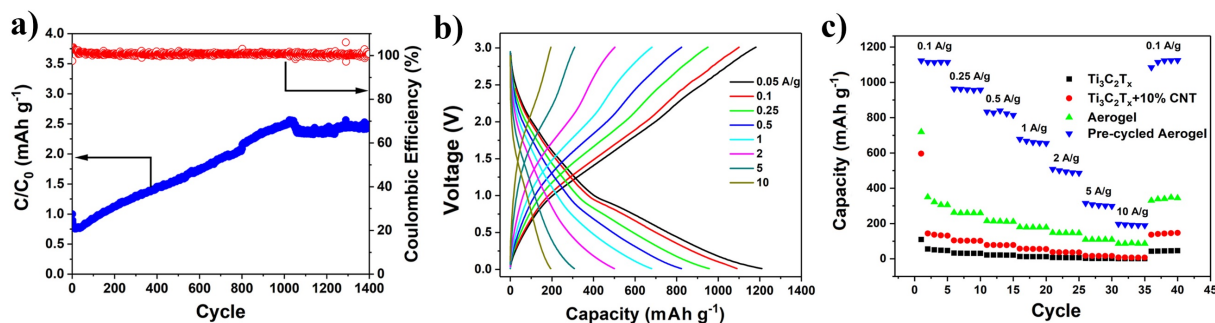 a)
C/C₀ (mAh g⁻¹)
4.0
3.5
3.0
2.5
2.0
1.5
1.0
0.5
0.0
120
100
80
70
60
40
20
0
Coulombic Efficiency (%)
0 200 400 600 800 1000 1200 1400
Cycle
b)
Voltage (V)
3.5
3.0
2.5
2.0
1.5
1.0
0.5
0.0
0.05 A/g
0.1
0.25
0.5
1
2
5
10
0 200 400 600 800 1000 1200 1400
Capacity (mAh g⁻¹)
c)
Capacity (mAh g⁻¹)
1200
1000
800
600
400
200
0
0.1 A/g
0.25 A/g
0.5 A/g
1 A/g
2 A/g
5 A/g
10 A/g
0.1 A/g
Ti₃C₂Tₓ
Ti₃C₂Tₓ+10% CNT
Aerogel
Pre-cycled Aerogel
0 5 10 15 20 25 30 35 40 45
Cycle